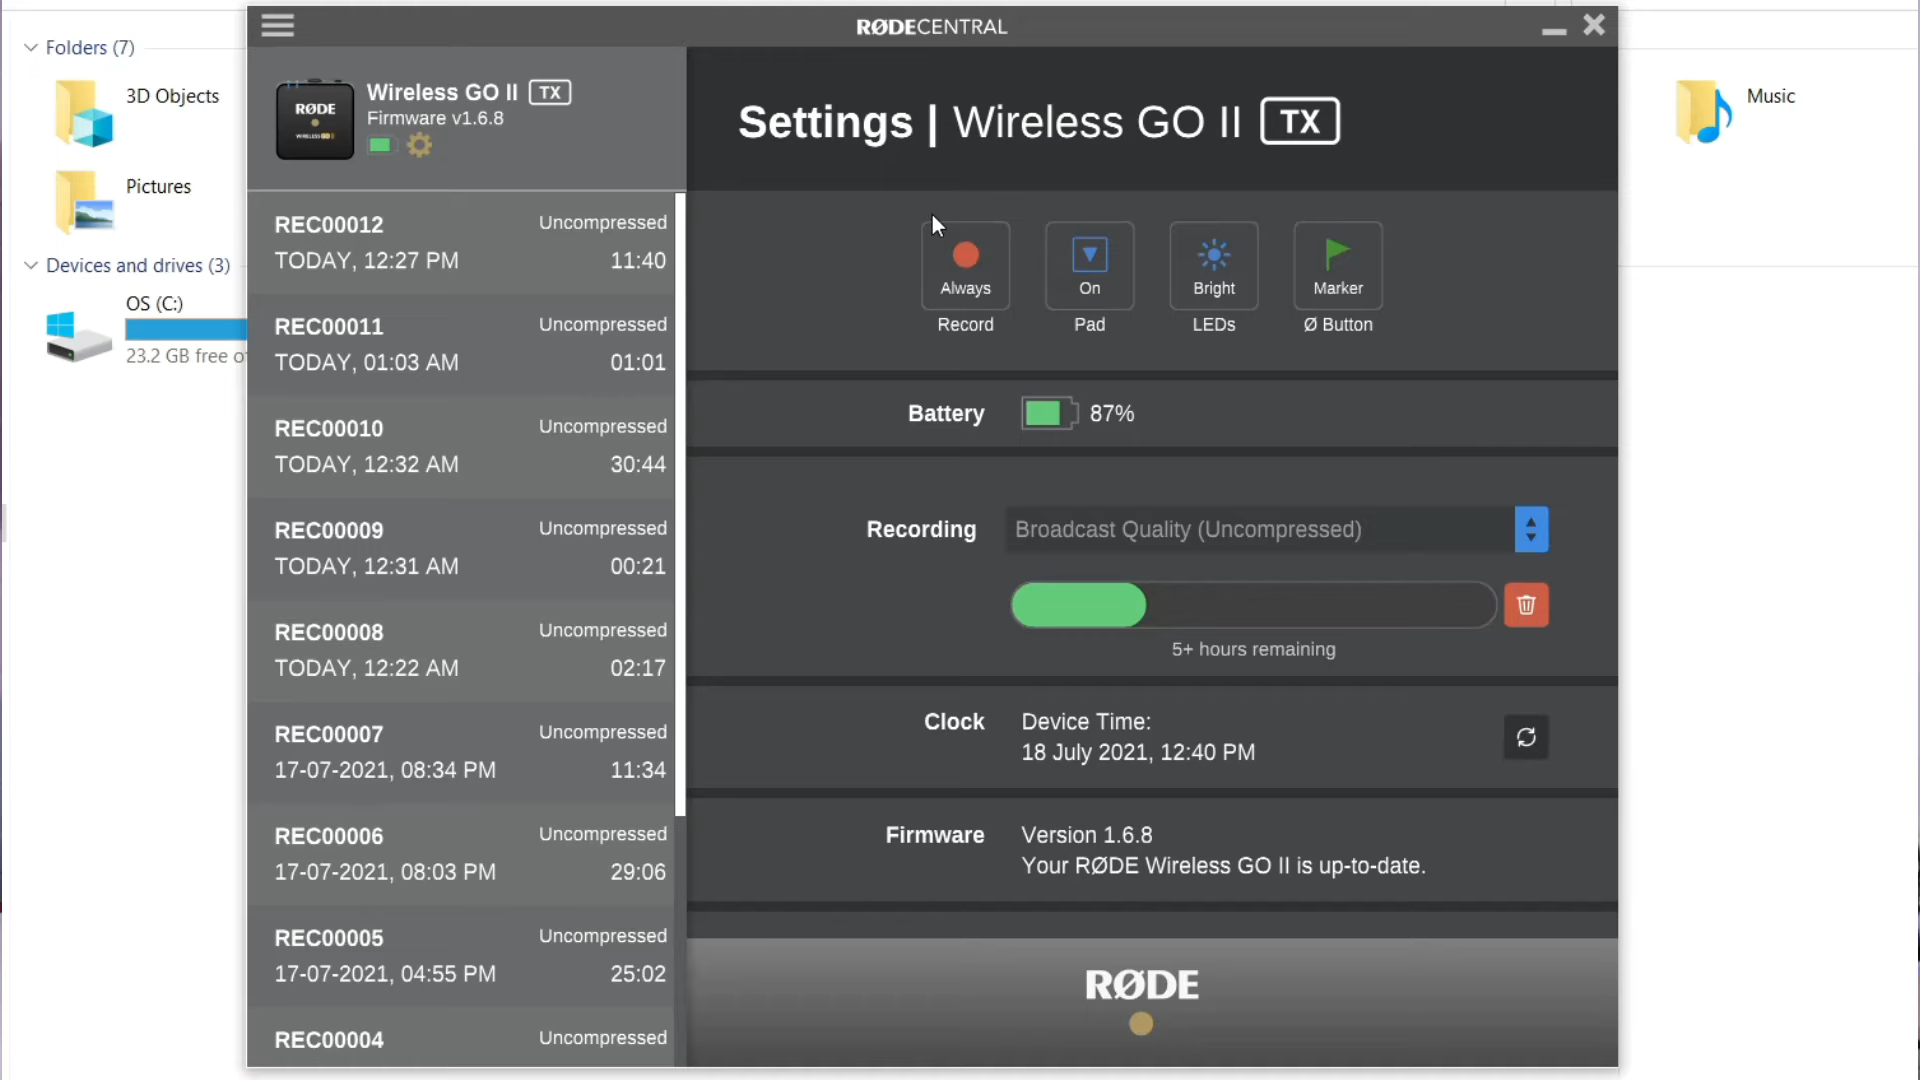 RØDECENTRAL
Folders (7)
3D Objects
Pictures
Devices and drives (3)
OS (C:)
23.2 GB free o
Music
RØDE
WIRELESS GO II
Wireless GO II TX
Firmware v1.6.8
REC00012 Uncompressed
TODAY, 12:27 PM 11:40
REC00011 Uncompressed
TODAY, 01:03 AM 01:01
REC00010 Uncompressed
TODAY, 12:32 AM 30:44
REC00009 Uncompressed
TODAY, 12:31 AM 00:21
REC00008 Uncompressed
TODAY, 12:22 AM 02:17
REC00007 Uncompressed
17-07-2021, 08:34 PM 11:34
REC00006 Uncompressed
17-07-2021, 08:03 PM 29:06
REC00005 Uncompressed
17-07-2021, 04:55 PM 25:02
REC00004 Uncompressed
Settings | Wireless GO II TX
Always On Bright Marker
Record Pad LEDs Ø Button
Battery 87%
Recording Broadcast Quality (Uncompressed)
5+ hours remaining
Clock Device Time:
18 July 2021, 12:40 PM
Firmware Version 1.6.8
Your RØDE Wireless GO II is up-to-date.
RØDE